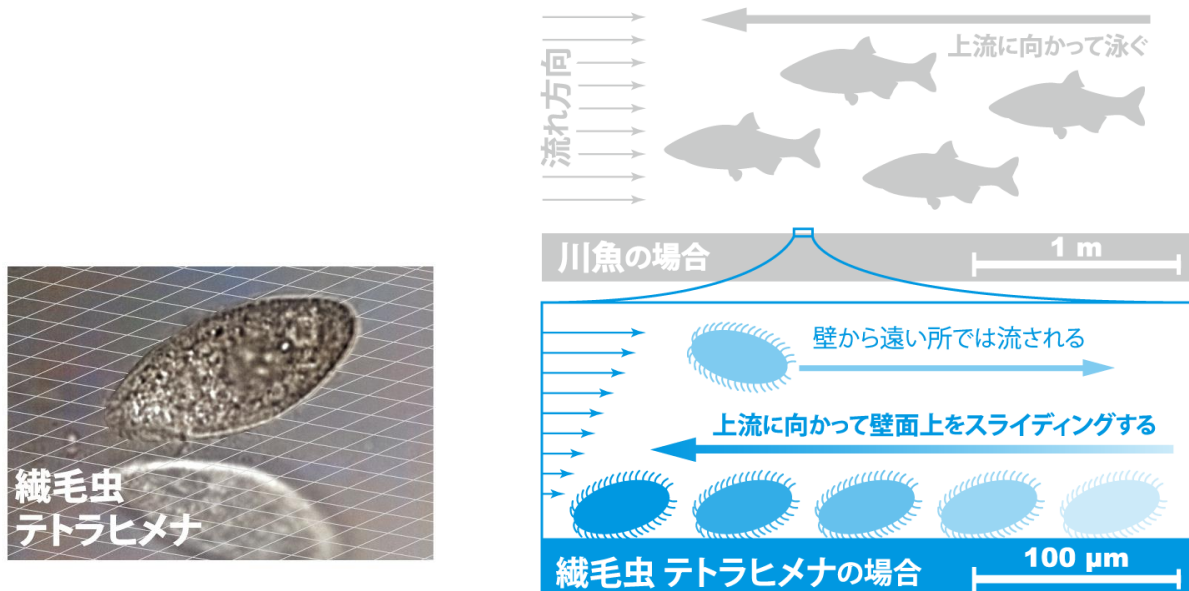 流れ方向
上流に向かって泳ぐ
川魚の場合
1 m
壁から遠い所では流される
上流に向かって壁面上をスライディングする
繊毛虫 テトラヒメナの場合
100 µm
繊毛虫
テトラヒメナ